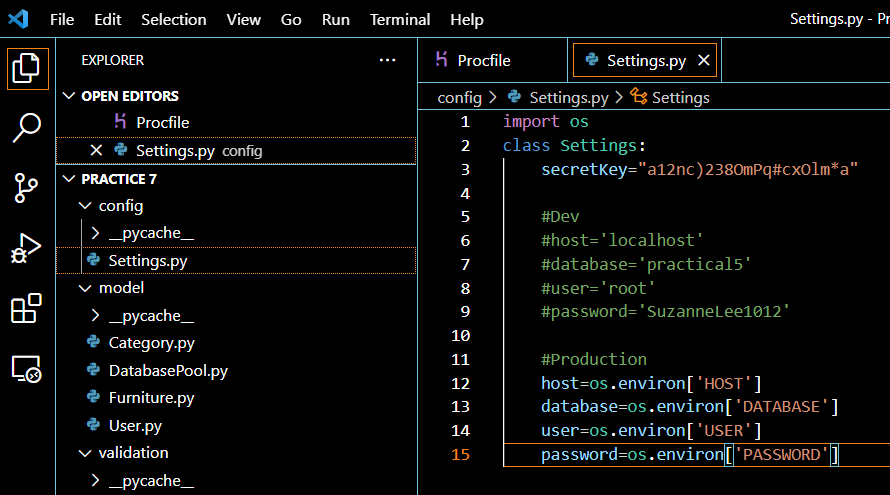 File Edit Selection View Go Run Terminal Help Settings.py - Pr
EXPLORER ···
OPEN EDITORS
Procfile
Settings.py config
PRACTICE 7
config
__pycache__
Settings.py
model
__pycache__
Category.py
DatabasePool.py
Furniture.py
User.py
validation
__pycache__
Procfile Settings.py
config > Settings.py > Settings
1 import os
2 class Settings:
3 secretKey="a12nc)238OmPq#cxOlm*a"
4
5 #Dev
6 #host='localhost'
7 #database='practical5'
8 #user='root'
9 #password='SuzanneLee1012'
10
11 #Production
12 host=os.environ['HOST']
13 database=os.environ['DATABASE']
14 user=os.environ['USER']
15 password=os.environ['PASSWORD']